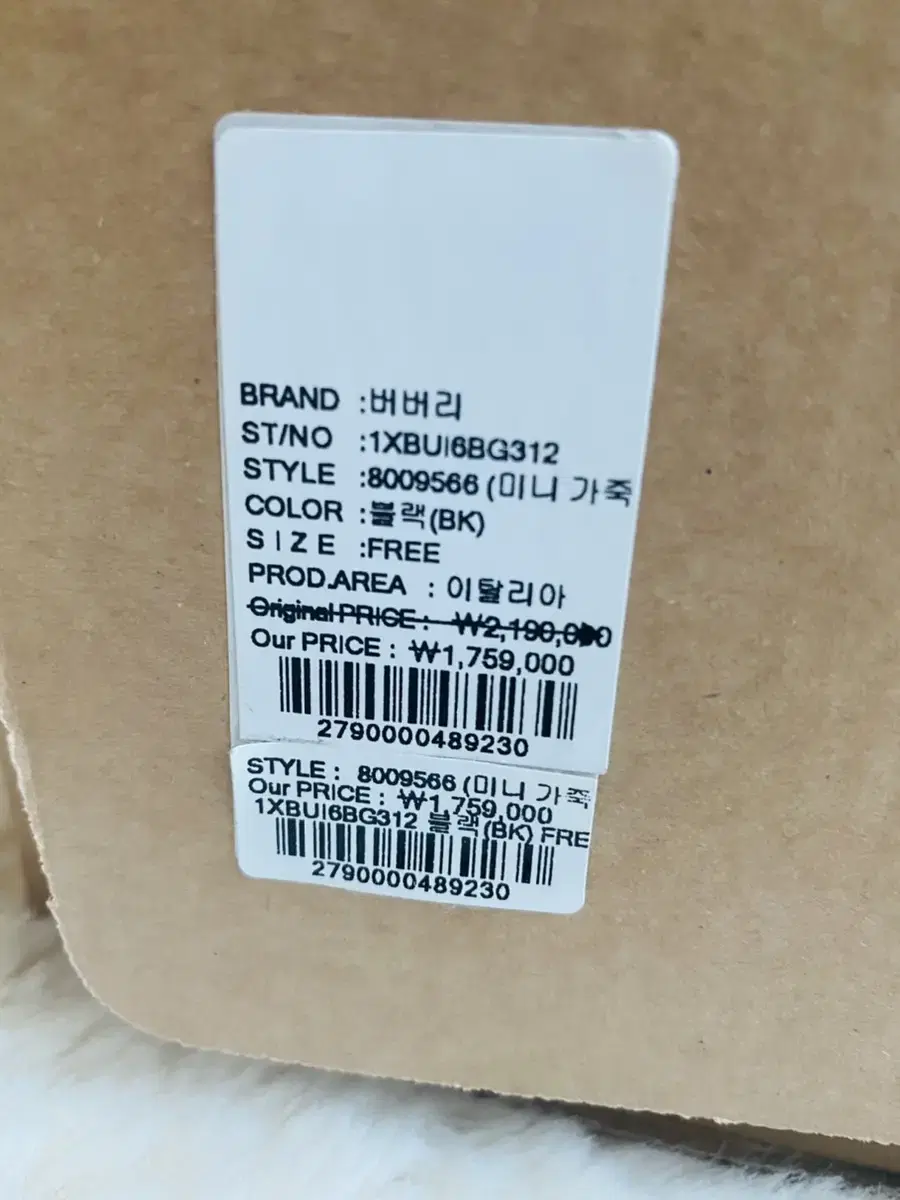 BRAND :버버리
ST/NO :1XBUI6BG312
STYLE :8009566 (미니 가죽
COLOR :블랙(BK)
SIZE :FREE
PROD.AREA : 이탈리아
Original PRICE : ₩2,190,000
Our PRICE : ₩1,759,000
2790000489230
STYLE : 8009566 (미니 가죽
Our PRICE : ₩1,759,000
1XBUI6BG312 블랙(BK) FRE
2790000489230